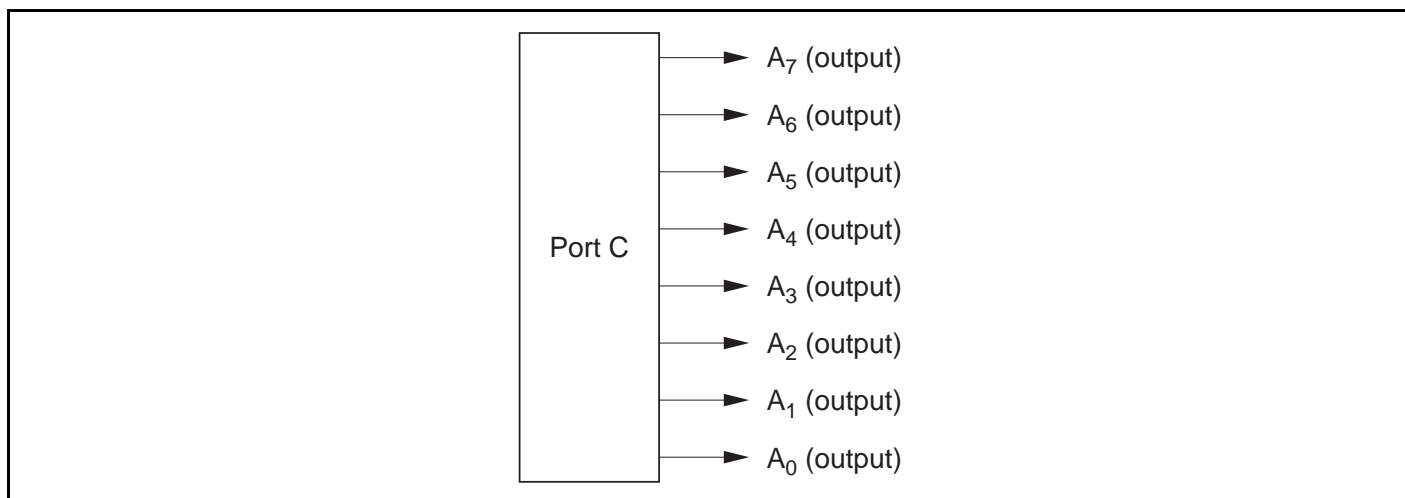 A7 (output)
A6 (output)
A5 (output)
A4 (output)
Port C
A3 (output)
A2 (output)
A1 (output)
A0 (output)